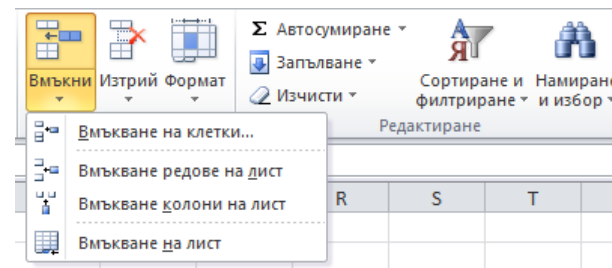 Вмъкни Изтрий Формат
Σ Автосумиране
Запълване
Изчисти
Сортиране и
филтриране
и избор
Редактиране
Вмъкване на клетки...
Вмъкване редове на лист
Вмъкване колони на лист
Вмъкване на лист
R S T